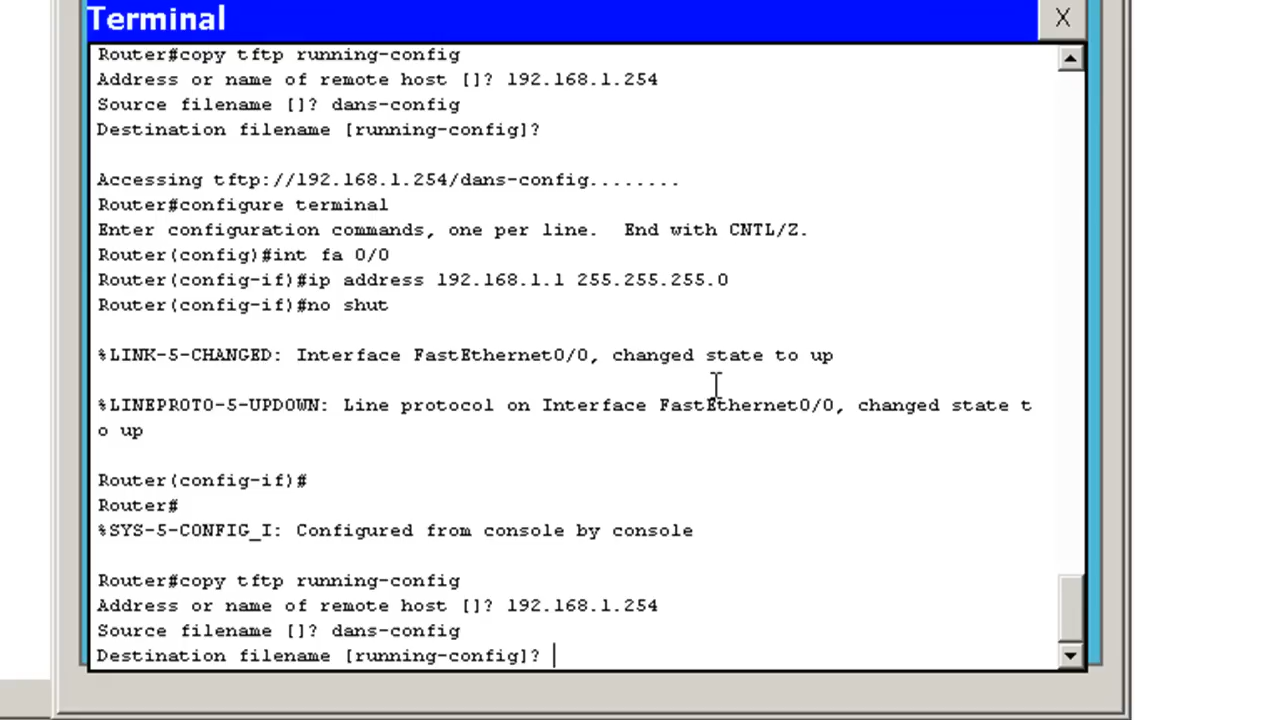 Terminal
X
Router#copy tftp running-config
Address or name of remote host []? 192.168.1.254
Source filename []? dans-config
Destination filename [running-config]?
Accessing tftp://192.168.1.254/dans-config........
Router#configure terminal
Enter configuration commands, one per line.  End with CNTL/Z.
Router(config)#int fa 0/0
Router(config-if)#ip address 192.168.1.1 255.255.255.0
Router(config-if)#no shut
%LINK-5-CHANGED: Interface FastEthernet0/0, changed state to up
%LINEPROTO-5-UPDOWN: Line protocol on Interface FastEthernet0/0, changed state t
o up
Router(config-if)#
Router#
%SYS-5-CONFIG_I: Configured from console by console
Router#copy tftp running-config
Address or name of remote host []? 192.168.1.254
Source filename []? dans-config
Destination filename [running-config]?